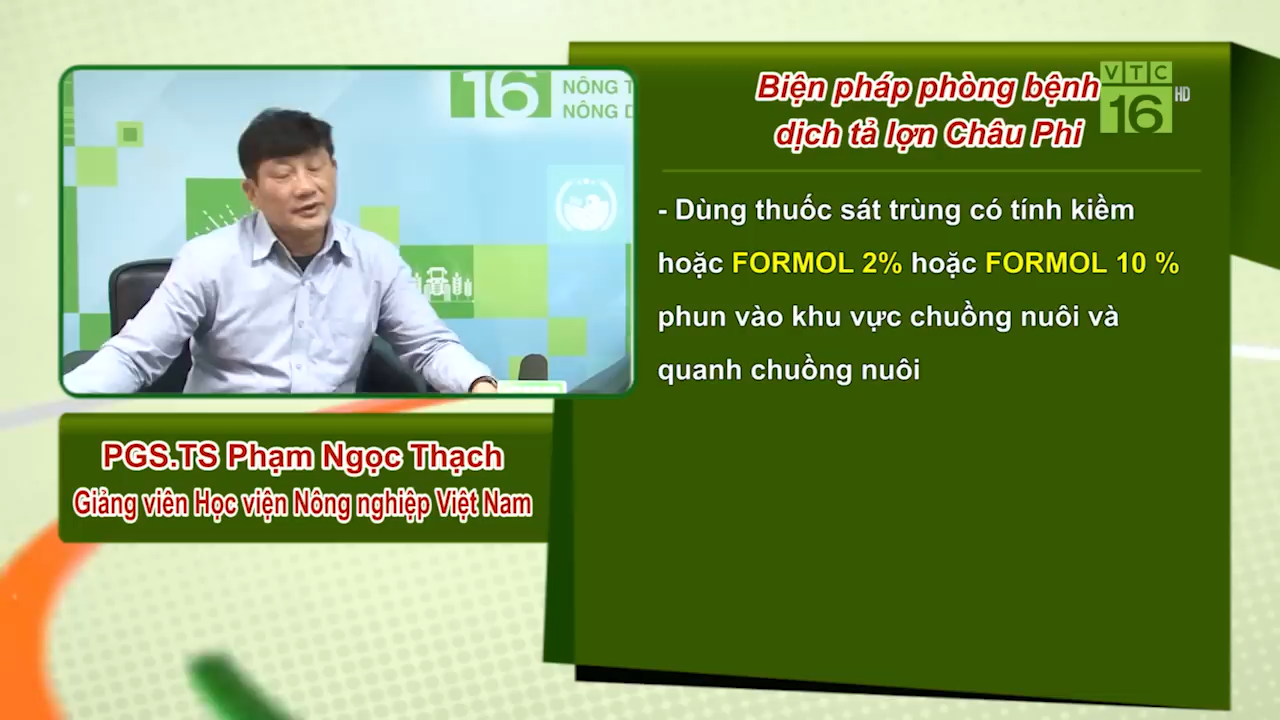 16
NÔNG T
NÔNG D
Biện pháp phòng bệnh
dịch tả lợn Châu Phi
VTC
16
HD
- Dùng thuốc sát trùng có tính kiềm
hoặc FORMOL 2% hoặc FORMOL 10 %
phun vào khu vực chuồng nuôi và
quanh chuồng nuôi
PGS.TS Phạm Ngọc Thạch
Giảng viên Học viện Nông nghiệp Việt Nam